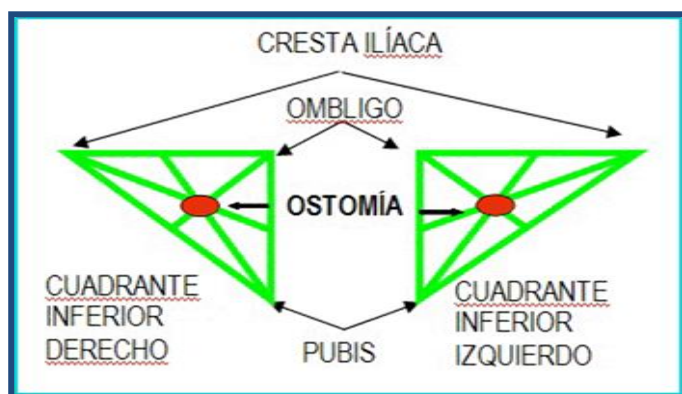 CRESTA ILÍACA
OMBLIGO
OSTOMÍA
CUADRANTE
INFERIOR
DERECHO
PUBIS
CUADRANTE
INFERIOR
IZQUIERDO